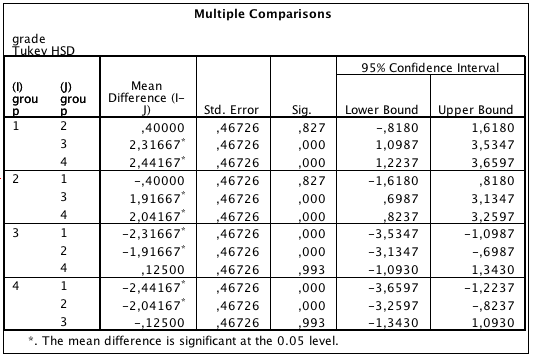 Multiple Comparisons
grade
Tukey HSD
95% Confidence Interval
(I) grou p (J) grou p Mean Difference (I-J) Std. Error Sig. Lower Bound Upper Bound
1 2 ,40000 ,46726 ,827 -,8180 1,6180
3 2,31667* ,46726 ,000 1,0987 3,5347
4 2,44167* ,46726 ,000 1,2237 3,6597
2 1 -,40000 ,46726 ,827 -1,6180 ,8180
3 1,91667* ,46726 ,000 ,6987 3,1347
4 2,04167* ,46726 ,000 ,8237 3,2597
3 1 -2,31667* ,46726 ,000 -3,5347 -1,0987
2 -1,91667* ,46726 ,000 -3,1347 -,6987
4 ,12500 ,46726 ,993 -1,0930 1,3430
4 1 -2,44167* ,46726 ,000 -3,6597 -1,2237
2 -2,04167* ,46726 ,000 -3,2597 -,8237
3 -,12500 ,46726 ,993 -1,3430 1,0930
*. The mean difference is significant at the 0.05 level.